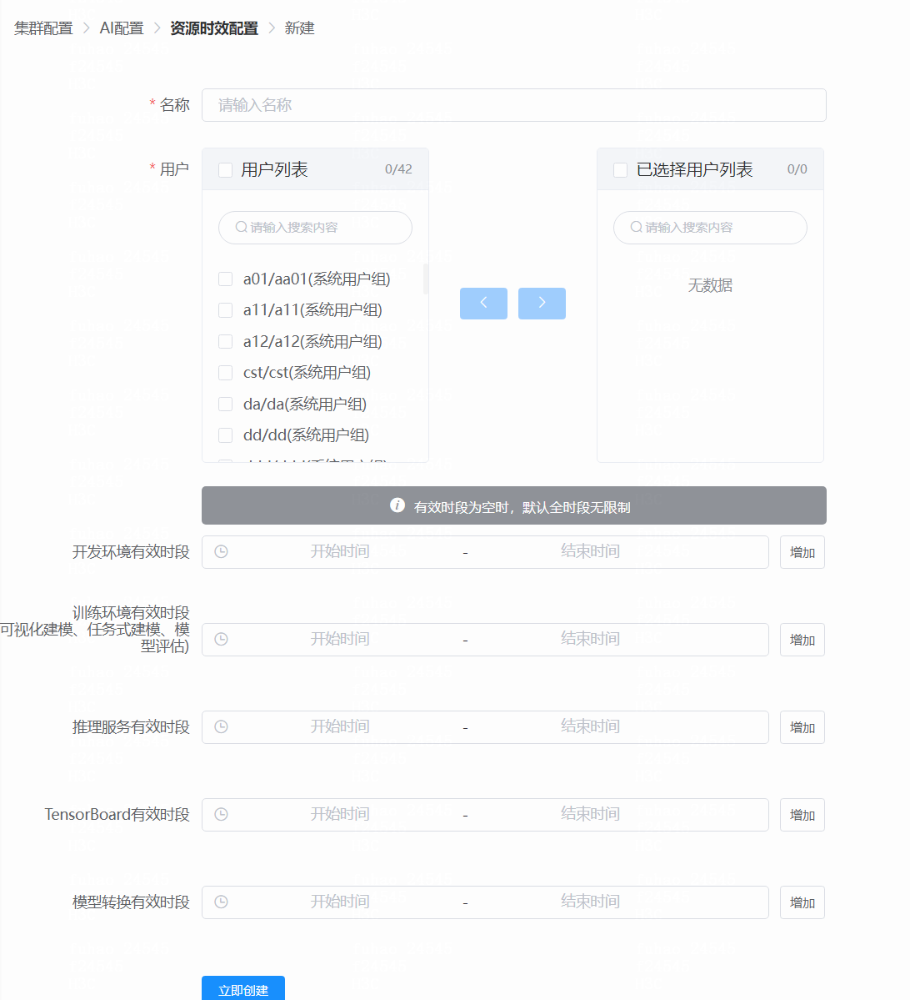 集群配置 > AI配置 > 资源时效配置 > 新建
* 名称 请输入名称
* 用户
用户列表 0/42
请输入搜索内容
a01/aa01(系统用户组)
a11/a11(系统用户组)
a12/a12(系统用户组)
cst/cst(系统用户组)
da/da(系统用户组)
dd/dd(系统用户组)
已选择用户列表 0/0
请输入搜索内容
无数据
有效时段为空时，默认全时段无限制
开发环境有效时段 开始时间 - 结束时间 增加
训练环境有效时段
可视化建模、任务式建模、模
型评估) 开始时间 - 结束时间 增加
推理服务有效时段 开始时间 - 结束时间 增加
TensorBoard有效时段 开始时间 - 结束时间 增加
模型转换有效时段 开始时间 - 结束时间 增加
立即创建